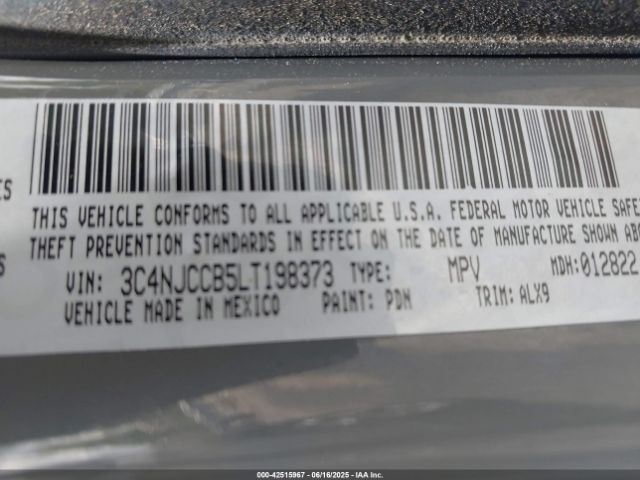 ES
THIS VEHICLE CONFORMS TO ALL APPLICABLE U.S.A. FEDERAL MOTOR VEHICLE SAFE
THEFT PREVENTION STANDARDS IN EFFECT ON THE DATE OF MANUFACTURE SHOWN ABO
S
VIN: 3C4NJCCB5LT198373 TYPE: MPV MDH:012822
VEHICLE MADE IN MEXICO PAINT: PDN TRIM: ALX9
000-42515967 - 06/16/2025 - IAA Inc.